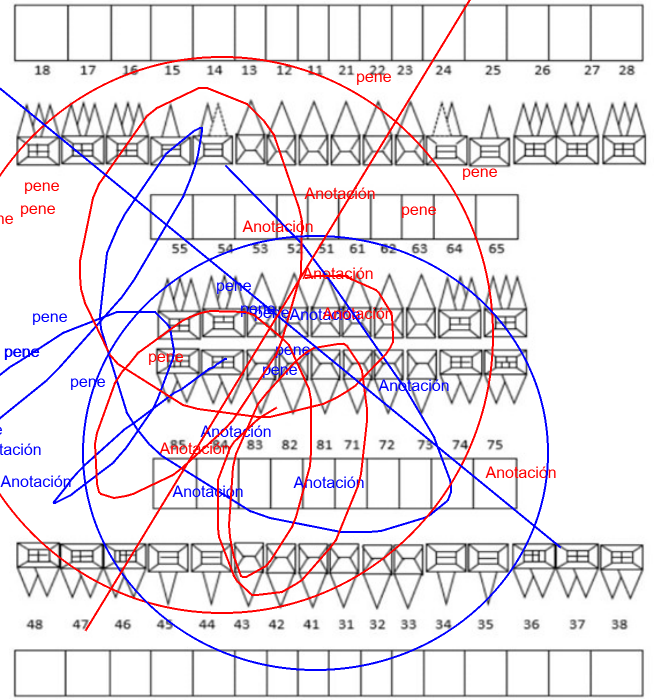 18 17 16 15 14 13 12 11 21 22 23 24 25 26 27 28
pene
pene
pene
Anotación
pene
pene
ne
Anotación
55 54 53 52 51 61 62 63 64 65
Anotación
pene
pene
pene
Anotación
Anotación
pene
pene
pene
pene
pene
pene
Anotación
Anotación
85 84 83 82 81 71 72 73 74 75
Anotación
tación
Anotación
Anotación
Anotación
Anotación
48 47 46 45 44 43 42 41 31 32 33 34 35 36 37 38